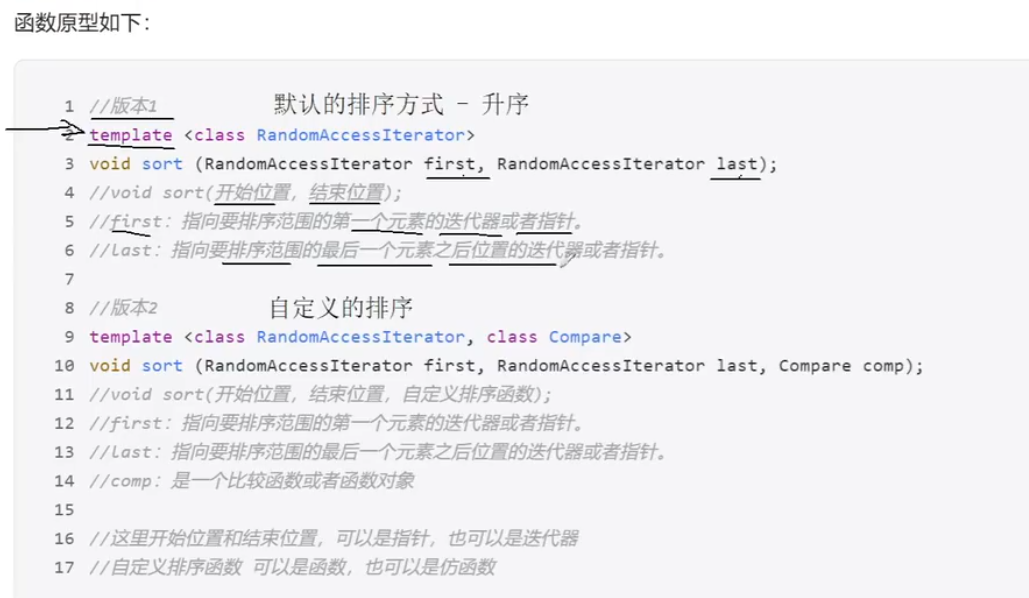 函数原型如下：
1 //版本1 默认的排序方式 - 升序
2 template <class RandomAccessIterator>
3 void sort (RandomAccessIterator first, RandomAccessIterator last);
4 //void sort(开始位置, 结束位置);
5 //first: 指向要排序范围的第一个元素的迭代器或者指针。
6 //last: 指向要排序范围的最后一个元素之后位置的迭代器或者指针。
7
8 //版本2 自定义的排序
9 template <class RandomAccessIterator, class Compare>
10 void sort (RandomAccessIterator first, RandomAccessIterator last, Compare comp);
11 //void sort(开始位置, 结束位置, 自定义排序函数);
12 //first: 指向要排序范围的第一个元素的迭代器或者指针。
13 //last: 指向要排序范围的最后一个元素之后位置的迭代器或者指针。
14 //comp: 是一个比较函数或者函数对象
15
16 //这里开始位置和结束位置, 可以是指针, 也可以是迭代器
17 //自定义排序函数 可以是函数, 也可以是仿函数